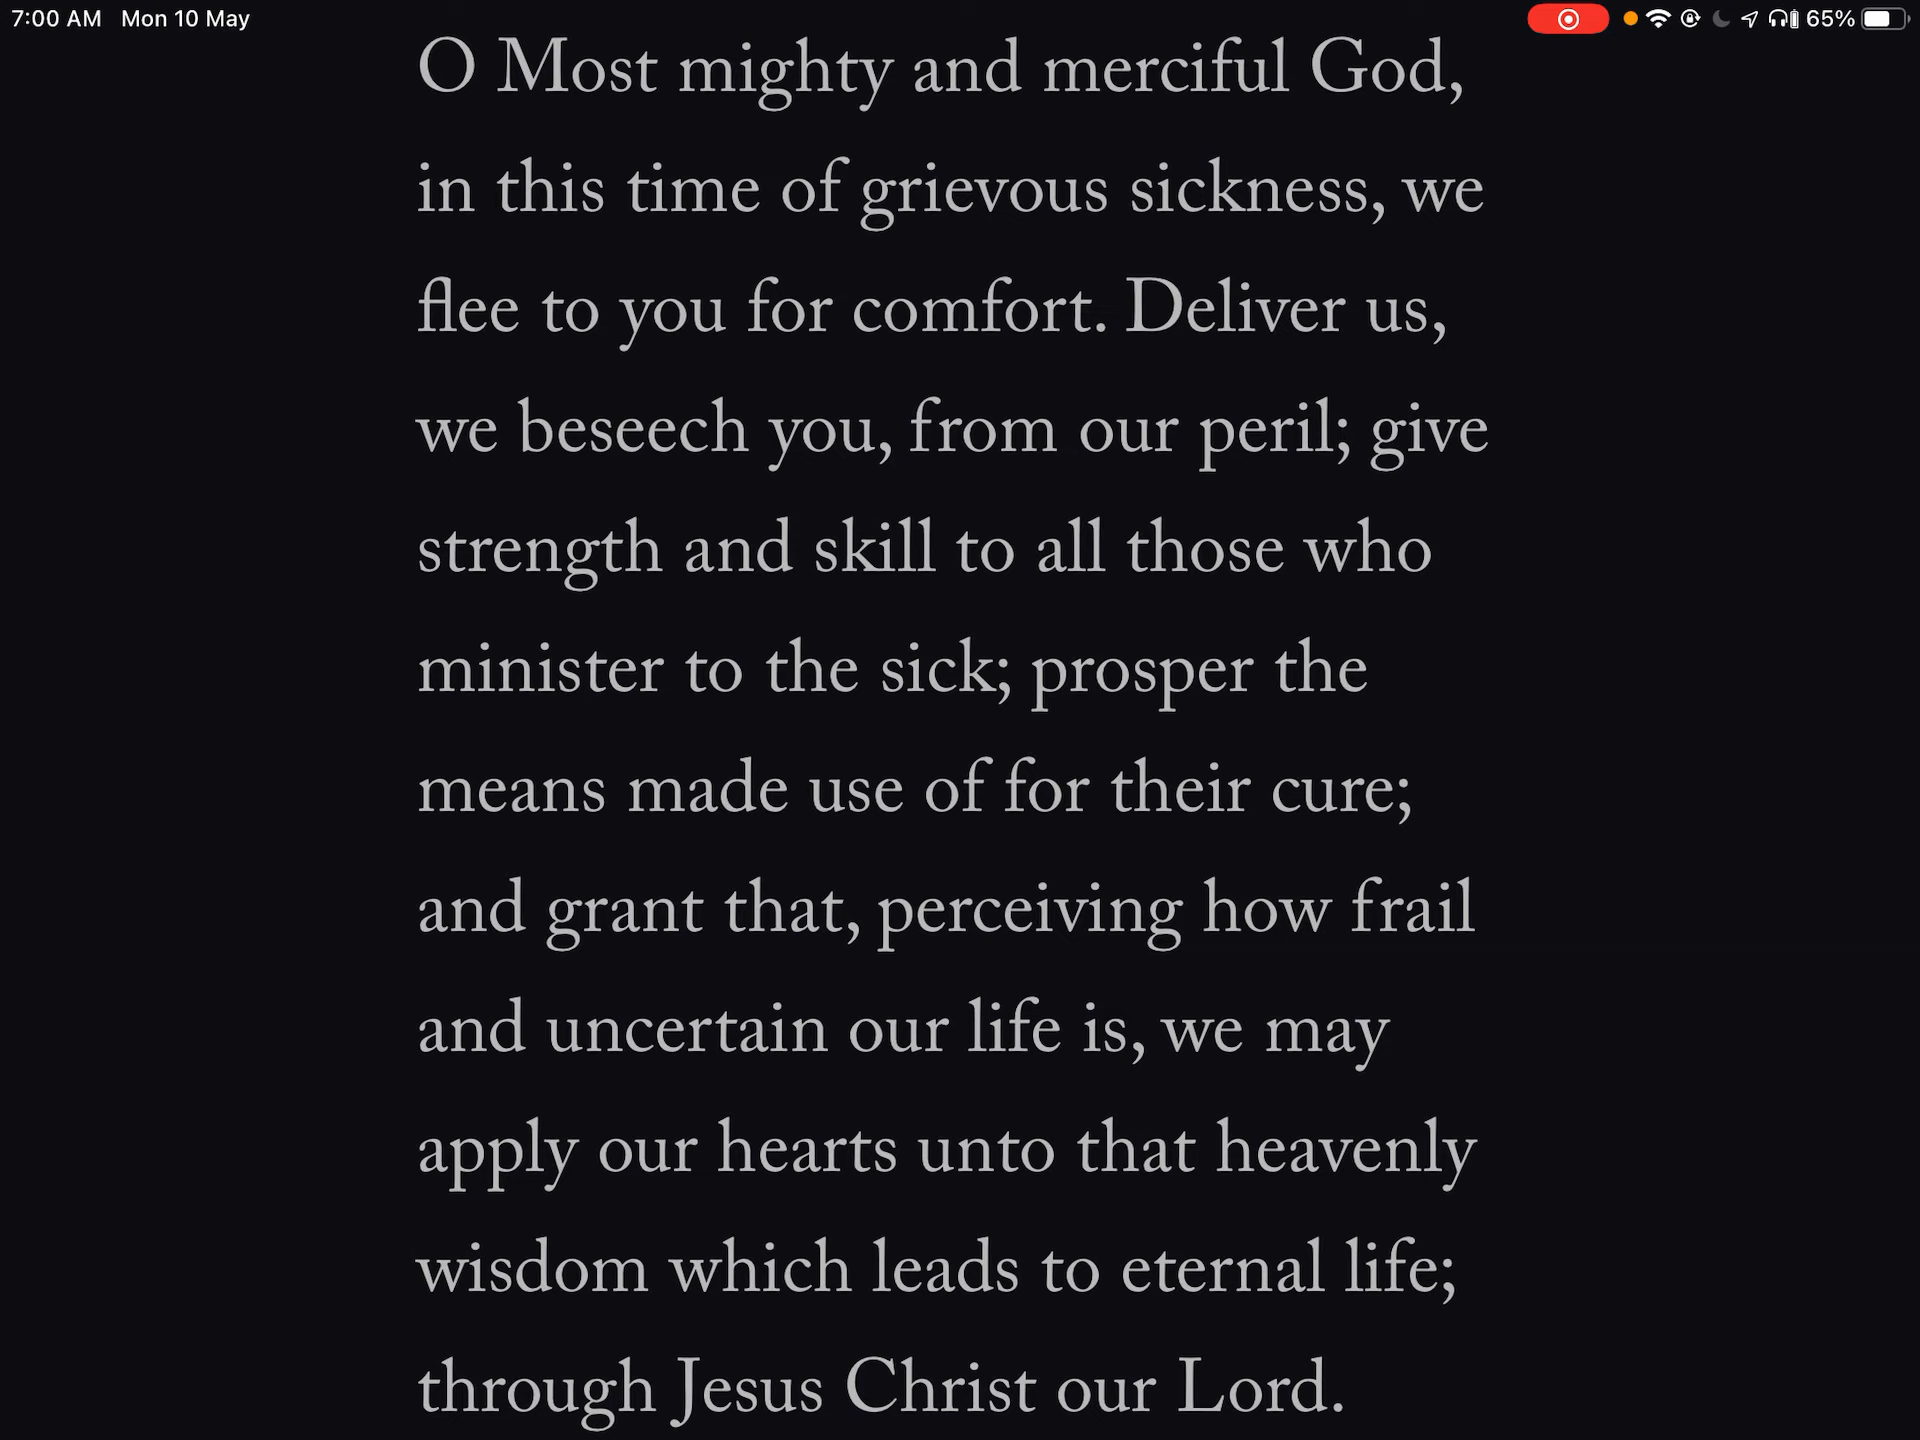 7:00 AM Mon 10 May 65%
O Most mighty and merciful God,
in this time of grievous sickness, we
flee to you for comfort. Deliver us,
we beseech you, from our peril; give
strength and skill to all those who
minister to the sick; prosper the
means made use of for their cure;
and grant that, perceiving how frail
and uncertain our life is, we may
apply our hearts unto that heavenly
wisdom which leads to eternal life;
through Jesus Christ our Lord.